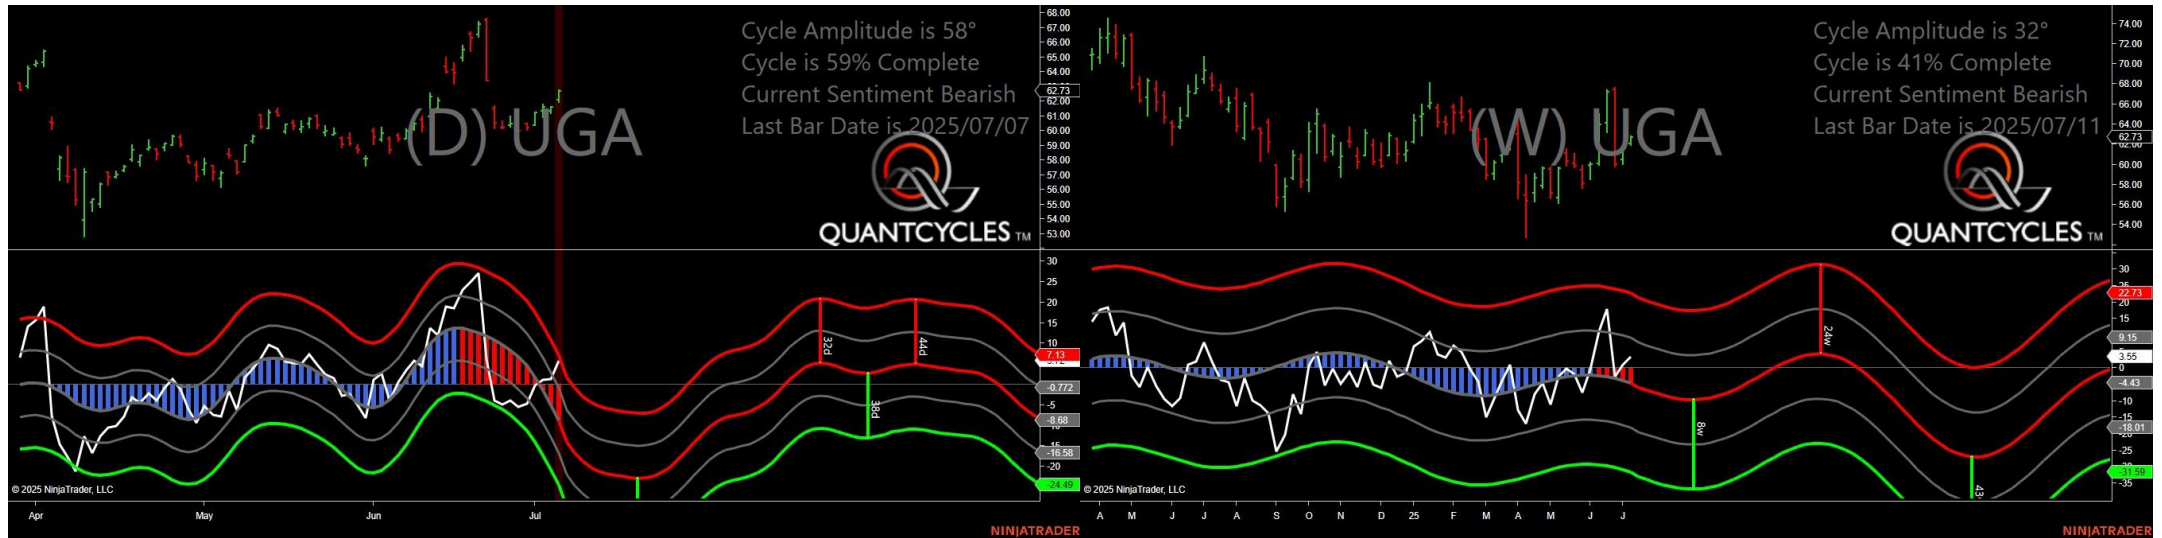 Cycle Amplitude is 58°
Cycle is 59% Complete
Current Sentiment Bearish
Last Bar Date is 2025/07/07
(D) UGA
QUANTCYCLES TM
68.00
67.00
66.00
65.00
64.00
62.73
62.00
61.00
60.00
59.00
58.00
57.00
56.00
55.00
54.00
53.00
30
25
20
15
10
7.13
-0.772
-5
-8.68
-15
-16.58
-20
-24.49
32d
38d
44d
© 2025 NinjaTrader, LLC
Apr May Jun Jul
NINJATRADER
Cycle Amplitude is 32°
Cycle is 41% Complete
Current Sentiment Bearish
Last Bar Date is 2025/07/11
(W) UGA
QUANTCYCLES TM
74.00
72.00
70.00
68.00
66.00
64.00
62.73
62.00
60.00
58.00
56.00
54.00
30
25
22.73
15
9.15
3.55
0
-4.43
-10
-15
-18.01
-25
-31.59
-35
8w
24w
43
© 2025 NinjaTrader, LLC
A M J J A S O N D 25 F M A M J J
NINJATRADER